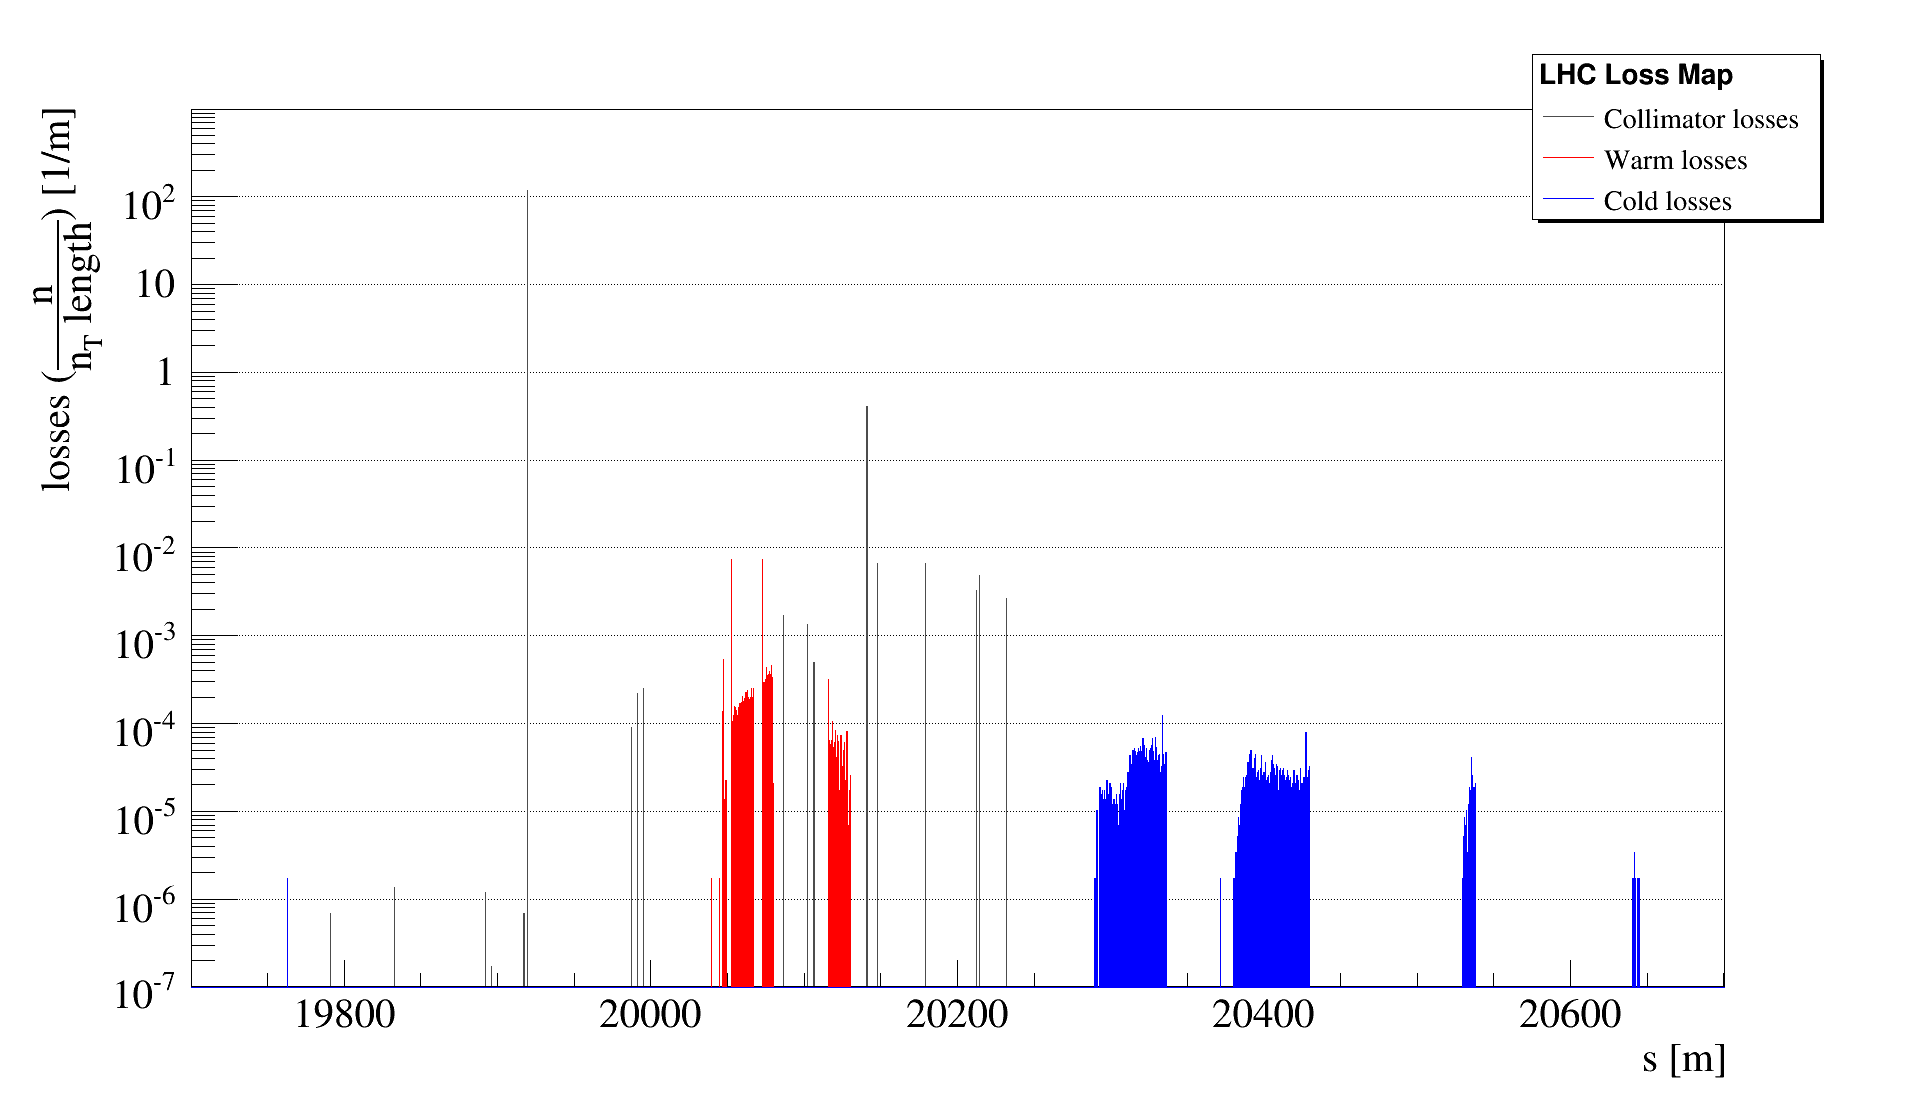 LHC Loss Map
Collimator losses
Warm losses
Cold losses
losses (n / n_T length) [1/m]
10^2
10
1
10^-1
10^-2
10^-3
10^-4
10^-5
10^-6
10^-7
19800 20000 20200 20400 20600
s [m]